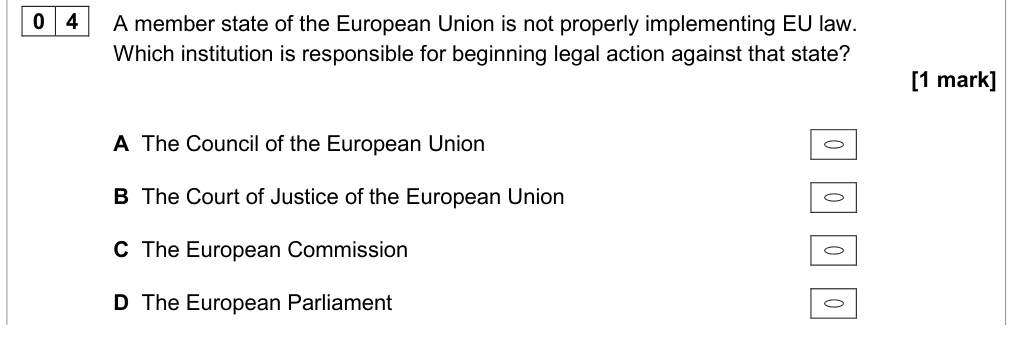 0 4 A member state of the European Union is not properly implementing EU law.
Which institution is responsible for beginning legal action against that state?
[1 mark]
A The Council of the European Union
B The Court of Justice of the European Union
C The European Commission
D The European Parliament